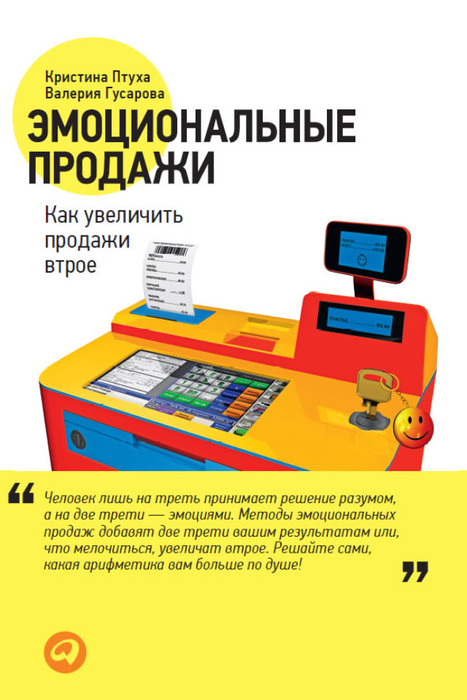 Кристина Птуха
Валерия Гусарова
ЭМОЦИОНАЛЬНЫЕ
ПРОДАЖИ
Как увеличить
продажи
втрое
“
Человек лишь на треть принимает решение разумом,
а на две трети — эмоциями. Методы эмоциональных
продаж добавят две трети вашим результатам или,
что мелочиться, увеличат втрое. Решайте сами,
какая арифметика вам больше по душе!
”